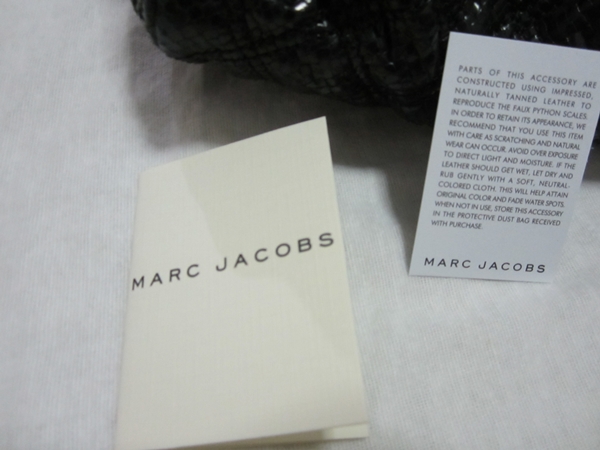 MARC JACOBS
PARTS OF THIS ACCESSORY ARE
CONSTRUCTED USING IMPRESSED,
NATURALLY TANNED LEATHER TO
REPRODUCE THE FAUX PYTHON SCALES.
IN ORDER TO RETAIN ITS APPEARANCE, WE
RECOMMEND THAT YOU USE THIS ITEM
WITH CARE AS SCRATCHING AND NATURAL
WEAR CAN OCCUR. AVOID OVER EXPOSURE
TO DIRECT LIGHT AND MOISTURE. IF THE
LEATHER SHOULD GET WET, LET DRY AND
RUB GENTLY WITH A SOFT, NEUTRAL-
COLORED CLOTH. THIS WILL HELP ATTAIN
ORIGINAL COLOR AND FADE WATER SPOTS.
WHEN NOT IN USE, STORE THIS ACCESSORY
IN THE PROTECTIVE DUST BAG RECEIVED
WITH PURCHASE.
MARC JACOBS